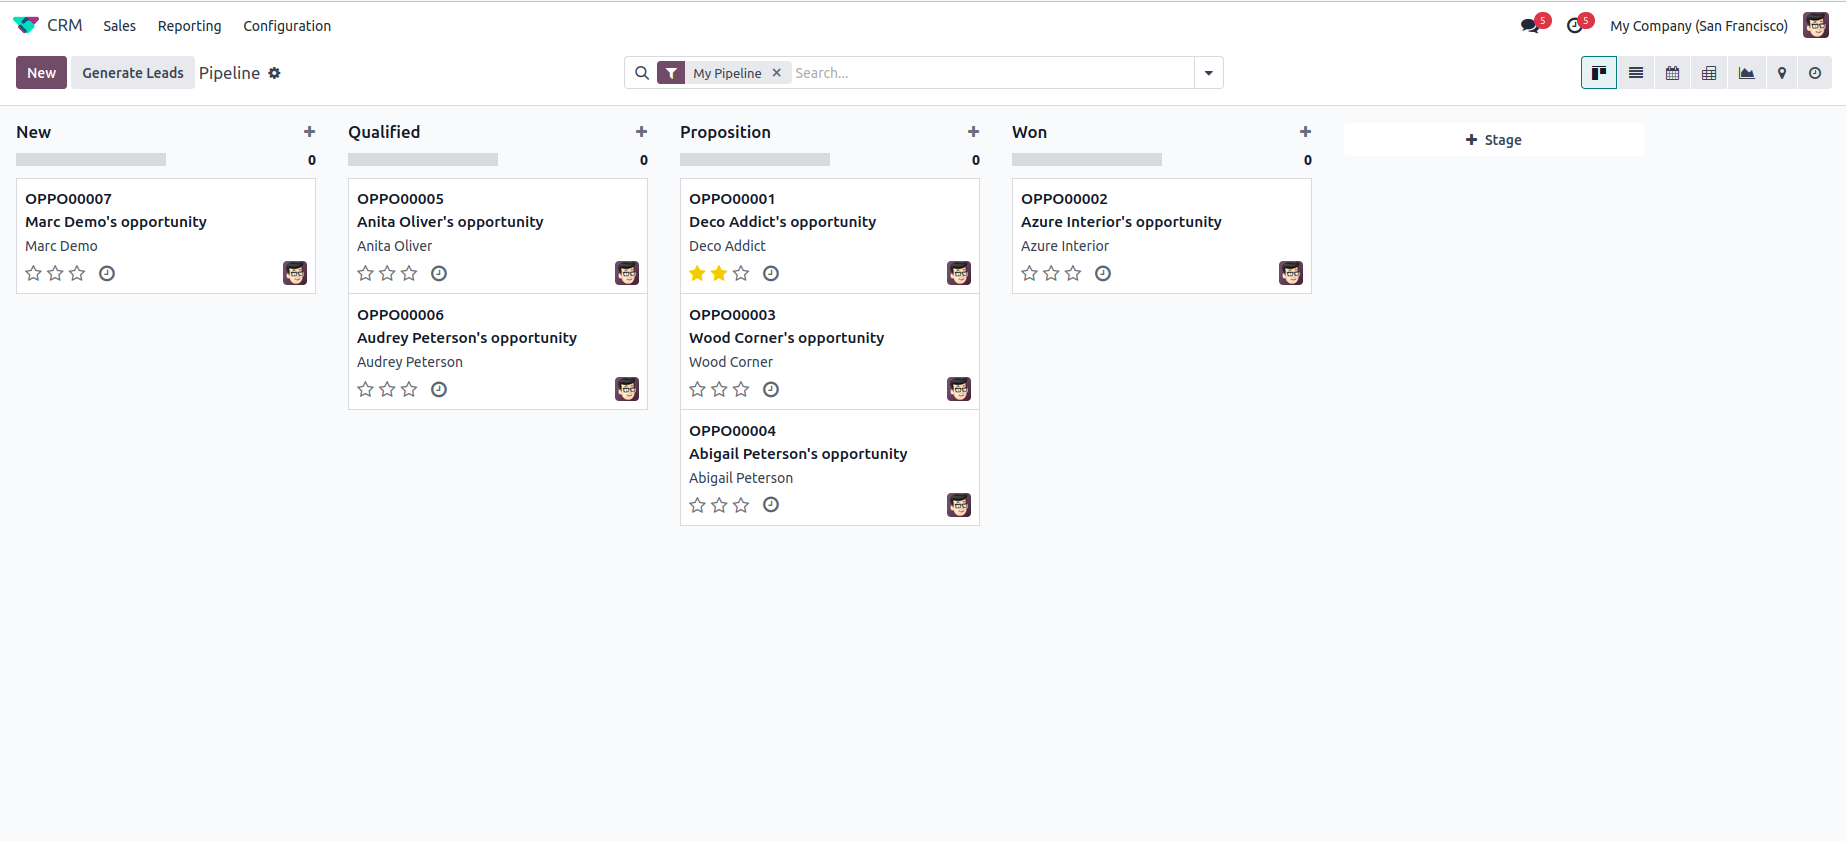 CRM Sales Reporting Configuration 5 5 My Company (San Francisco)
New Generate Leads Pipeline My Pipeline Search...
New Qualified Proposition Won Stage
0 0 0 0
OPPO00007
Marc Demo's opportunity
Marc Demo
OPPO00005
Anita Oliver's opportunity
Anita Oliver
OPPO00006
Audrey Peterson's opportunity
Audrey Peterson
OPPO00001
Deco Addict's opportunity
Deco Addict
OPPO00003
Wood Corner's opportunity
Wood Corner
OPPO00004
Abigail Peterson's opportunity
Abigail Peterson
OPPO00002
Azure Interior's opportunity
Azure Interior